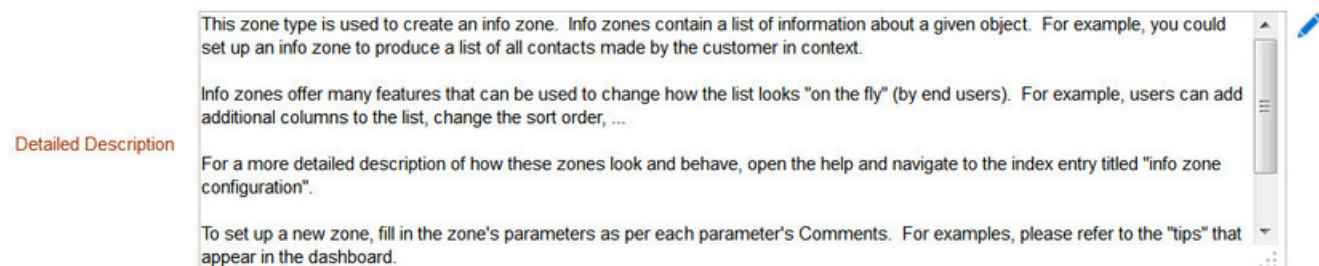 This zone type is used to create an info zone.  Info zones contain a list of information about a given object.  For example, you could
set up an info zone to produce a list of all contacts made by the customer in context.
Info zones offer many features that can be used to change how the list looks "on the fly" (by end users).  For example, users can add
additional columns to the list, change the sort order, ...
Detailed Description
For a more detailed description of how these zones look and behave, open the help and navigate to the index entry titled "info zone
configuration".
To set up a new zone, fill in the zone's parameters as per each parameter's Comments.  For examples, please refer to the "tips" that
appear in the dashboard.